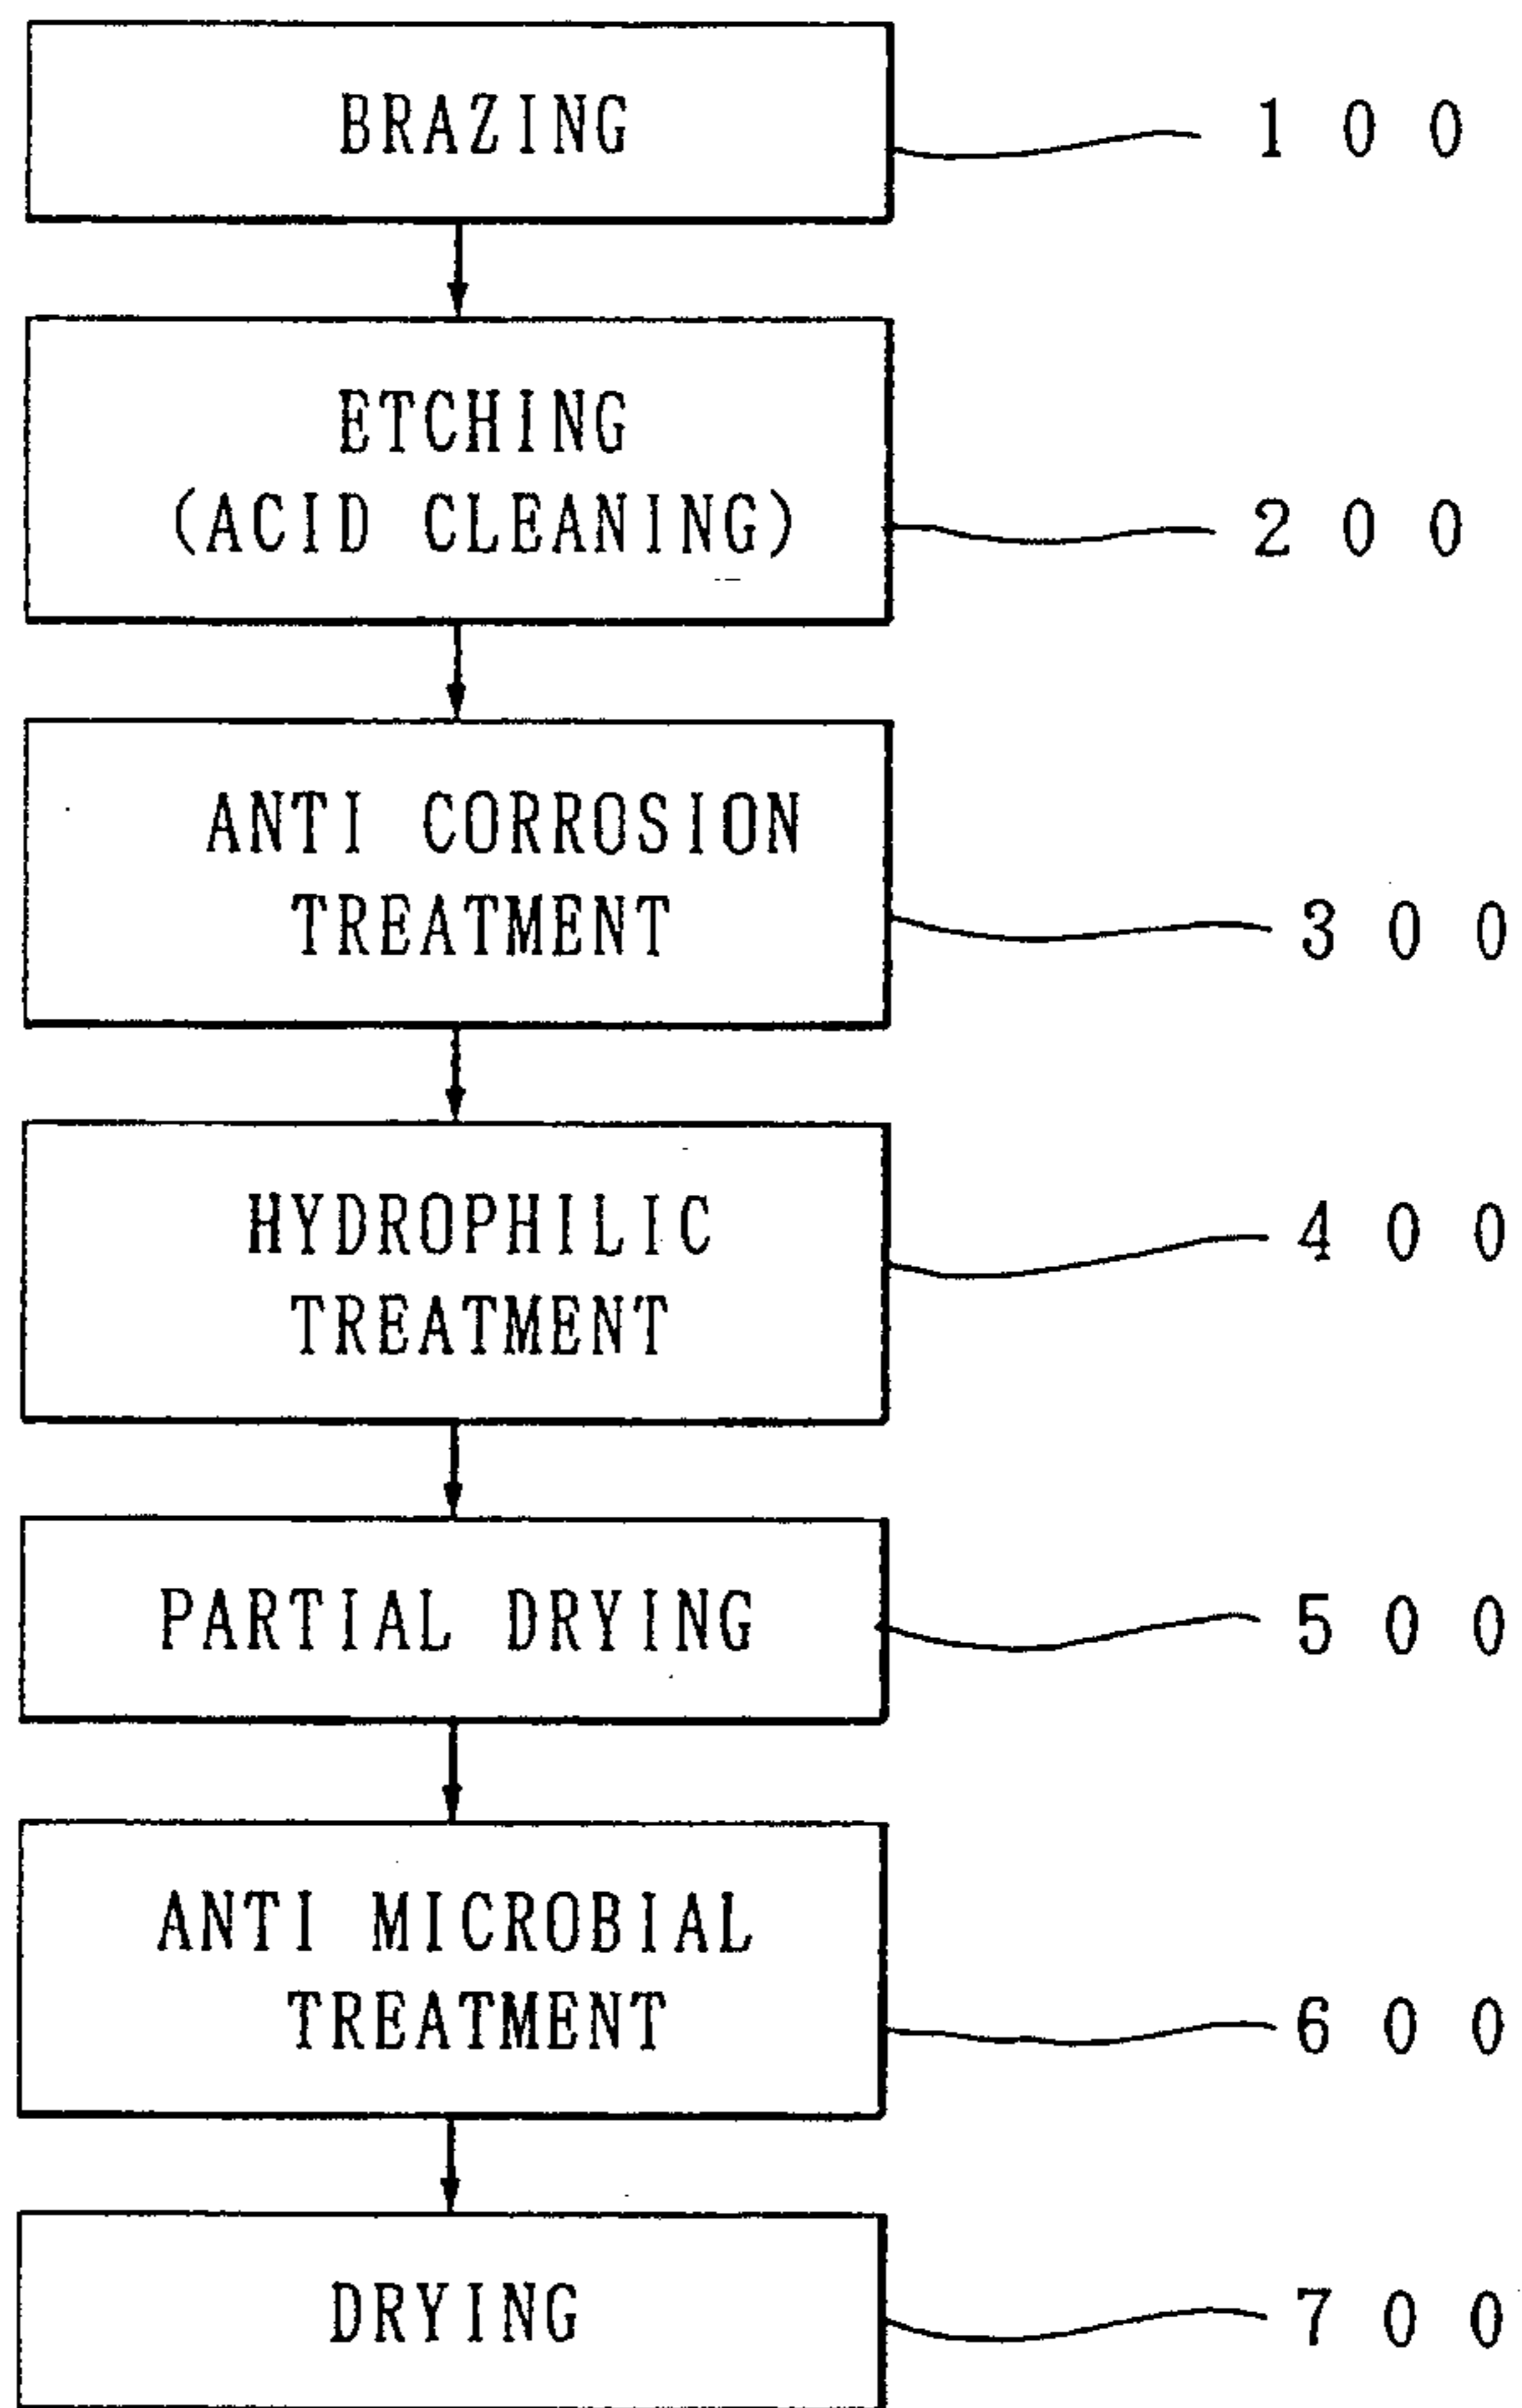 BRAZING
100
ETCHING
(ACID CLEANING)
200
ANTI CORROSION
TREATMENT
300
HYDROPHILIC
TREATMENT
400
PARTIAL DRYING
500
ANTI MICROBIAL
TREATMENT
600
DRYING
700